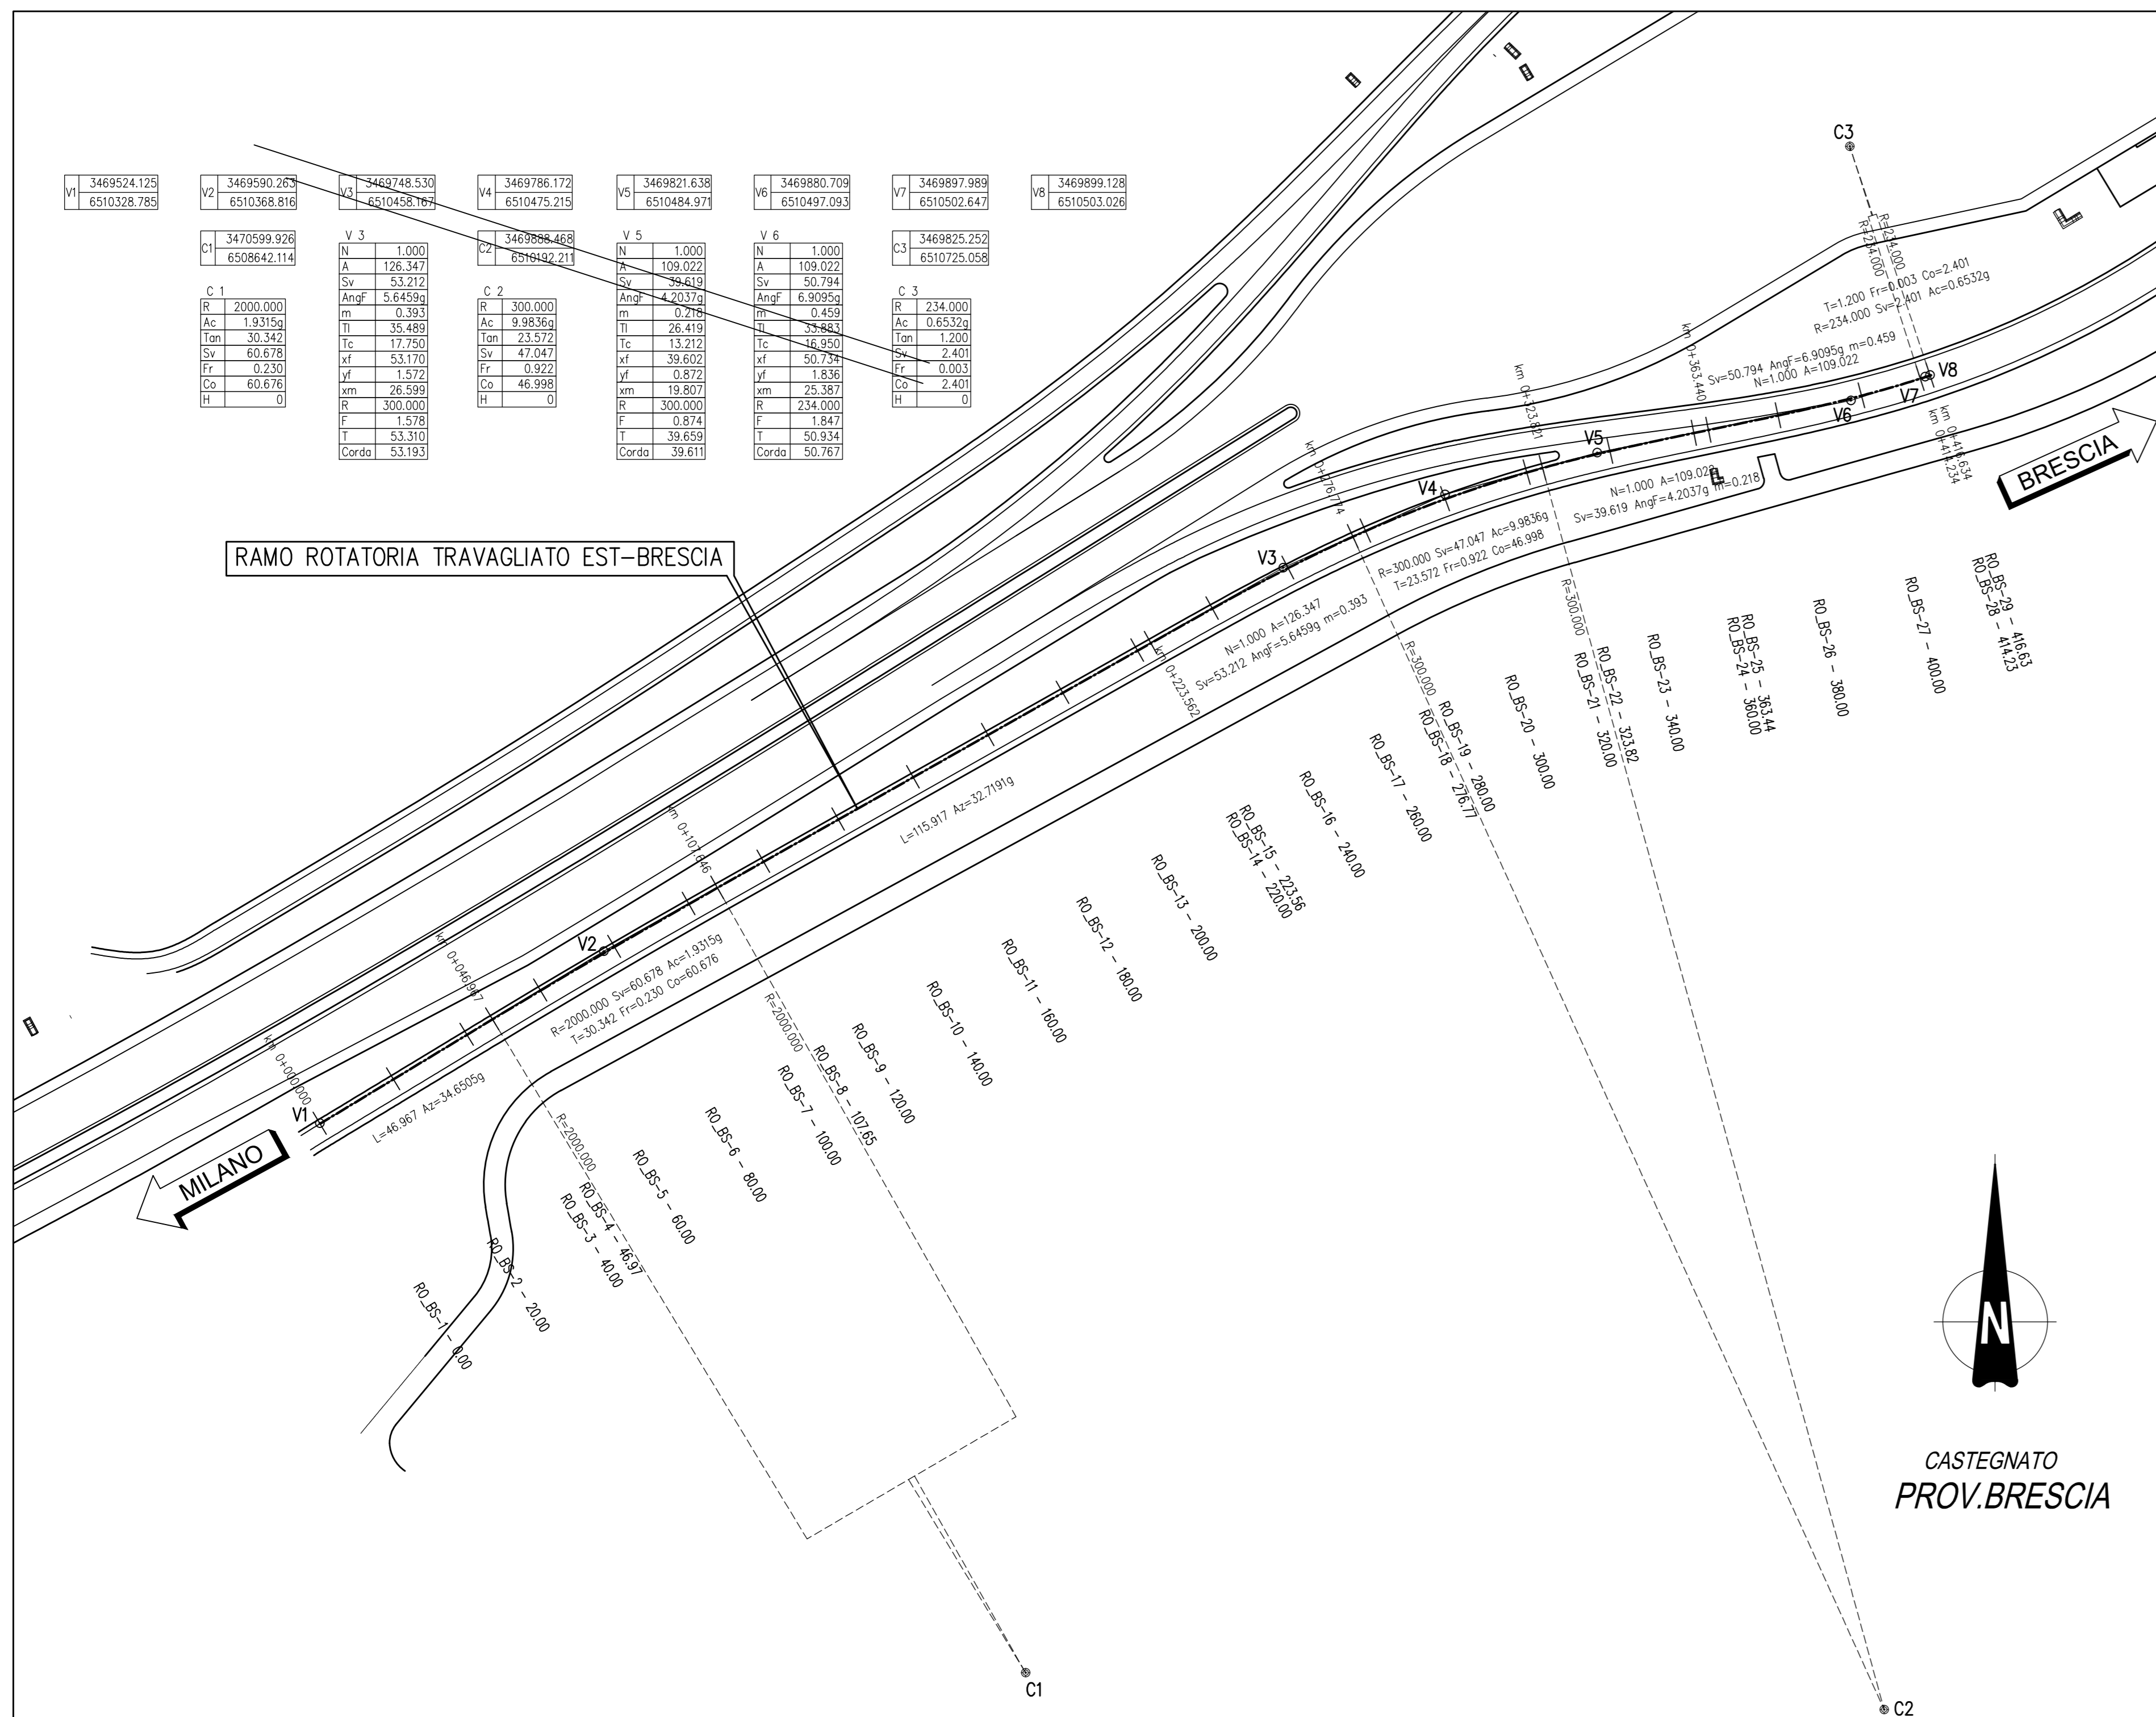 V1 3469524.125
6510328.785
V2 3469590.263
6510368.816
V3 3469748.530
6510458.167
V4 3469786.172
6510475.215
V5 3469821.638
6510484.971
V6 3469880.709
6510497.093
V7 3469897.989
6510502.647
V8 3469899.128
6510503.026
C1 3470599.926
6508642.114
C 1
R 2000.000
Ac 1.9315g
Tan 30.342
Sv 60.678
Fr 0.230
Co 60.676
H 0
V 3
N 1.000
A 126.347
Sv 53.212
AngF 5.6459g
m 0.393
Tl 35.489
Tc 17.750
xf 53.170
yf 1.572
xm 26.599
R 300.000
F 1.578
T 53.310
Corda 53.193
C2 3469888.468
6510192.211
C 2
R 300.000
Ac 9.9836g
Tan 23.572
Sv 47.047
Fr 0.922
Co 46.998
H 0
V 5
N 1.000
A 109.022
Sv 39.619
AngF 4.2037g
m 0.218
Tl 26.419
Tc 13.212
xf 39.602
yf 0.872
xm 19.807
R 300.000
F 0.874
T 39.659
Corda 39.611
V 6
N 1.000
A 109.022
Sv 50.794
AngF 6.9095g
m 0.459
Tl 33.883
Tc 16.950
xf 50.734
yf 1.836
xm 25.387
R 234.000
F 1.847
T 50.934
Corda 50.767
C3 3469825.252
6510725.058
C 3
R 234.000
Ac 0.6532g
Tan 1.200
Sv 2.401
Fr 0.003
Co 2.401
H 0
RAMO ROTATORIA TRAVAGLIATO EST-BRESCIA
C3
R=234.000
R=234.000
T=1.200 Fr=0.003 Co=2.401
R=234.000 Sv=2.401 Ac=0.6532g
Sv=50.794 AngF=6.9095g m=0.459
N=1.000 A=109.022
km 0+363.440
km 0+323.821
km 0+276.774
V8
V7
V6
V5
V4
V3
km 0+416.634
km 0+414.234
BRESCIA
N=1.000 A=109.022
Sv=39.619 AngF=4.2037g m=0.218
R=300.000 Sv=47.047 Ac=9.9836g
T=23.572 Fr=0.922 Co=46.998
N=1.000 A=126.347
Sv=53.212 AngF=5.6459g m=0.393
R=300.000
R=300.000
km 0+223.562
L=115.917 Az=32.7191g
km 0+107.646
V2
R=2000.000 Sv=60.678 Ac=1.9315g
T=30.342 Fr=0.230 Co=60.676
km 0+046.967
R=2000.000
R=2000.000
km 0+000.000
V1
L=46.967 Az=34.6505g
MILANO
RO_BS-1 - 0.00
RO_BS-2 - 20.00
RO_BS-3 - 40.00
RO_BS-4 - 46.97
RO_BS-5 - 60.00
RO_BS-6 - 80.00
RO_BS-7 - 100.00
RO_BS-8 - 107.65
RO_BS-9 - 120.00
RO_BS-10 - 140.00
RO_BS-11 - 160.00
RO_BS-12 - 180.00
RO_BS-13 - 200.00
RO_BS-14 - 220.00
RO_BS-15 - 223.56
RO_BS-16 - 240.00
RO_BS-17 - 260.00
RO_BS-18 - 276.77
RO_BS-19 - 280.00
RO_BS-20 - 300.00
RO_BS-21 - 320.00
RO_BS-22 - 323.82
RO_BS-23 - 340.00
RO_BS-24 - 360.00
RO_BS-25 - 363.44
RO_BS-26 - 380.00
RO_BS-27 - 400.00
RO_BS-28 - 414.23
RO_BS-29 - 416.63
N
CASTEGNATO
PROV.BRESCIA
C1
C2